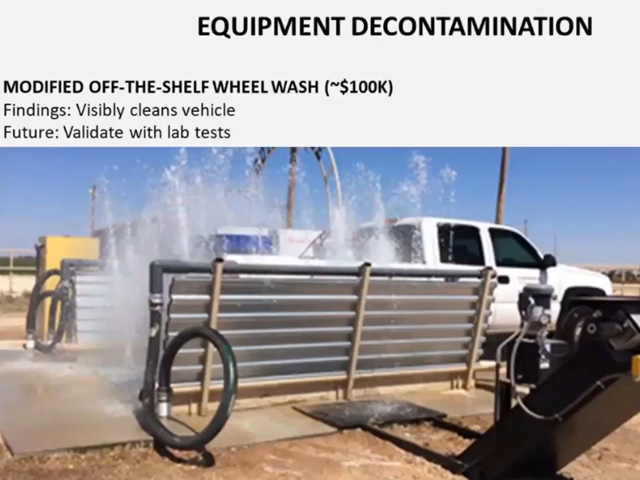 EQUIPMENT DECONTAMINATION
MODIFIED OFF-THE-SHELF WHEEL WASH (~$100K)
Findings: Visibly cleans vehicle
Future: Validate with lab tests